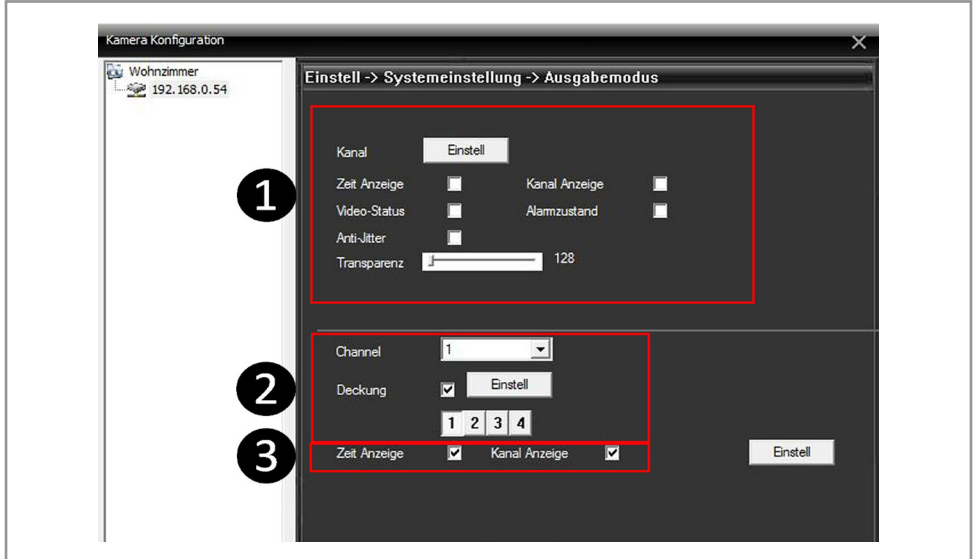 Kamera Konfiguration
Wohnzimmer
192.168.0.54
Einstell -> Systemeinstellung -> Ausgabemodus
1
Kanal Einstell
Zeit Anzeige Kanal Anzeige
Video-Status Alarmzustand
Anti-Jitter
Transparenz 128
2
Channel 1
Deckung Einstell
1 2 3 4
3
Zeit Anzeige Kanal Anzeige Einstell